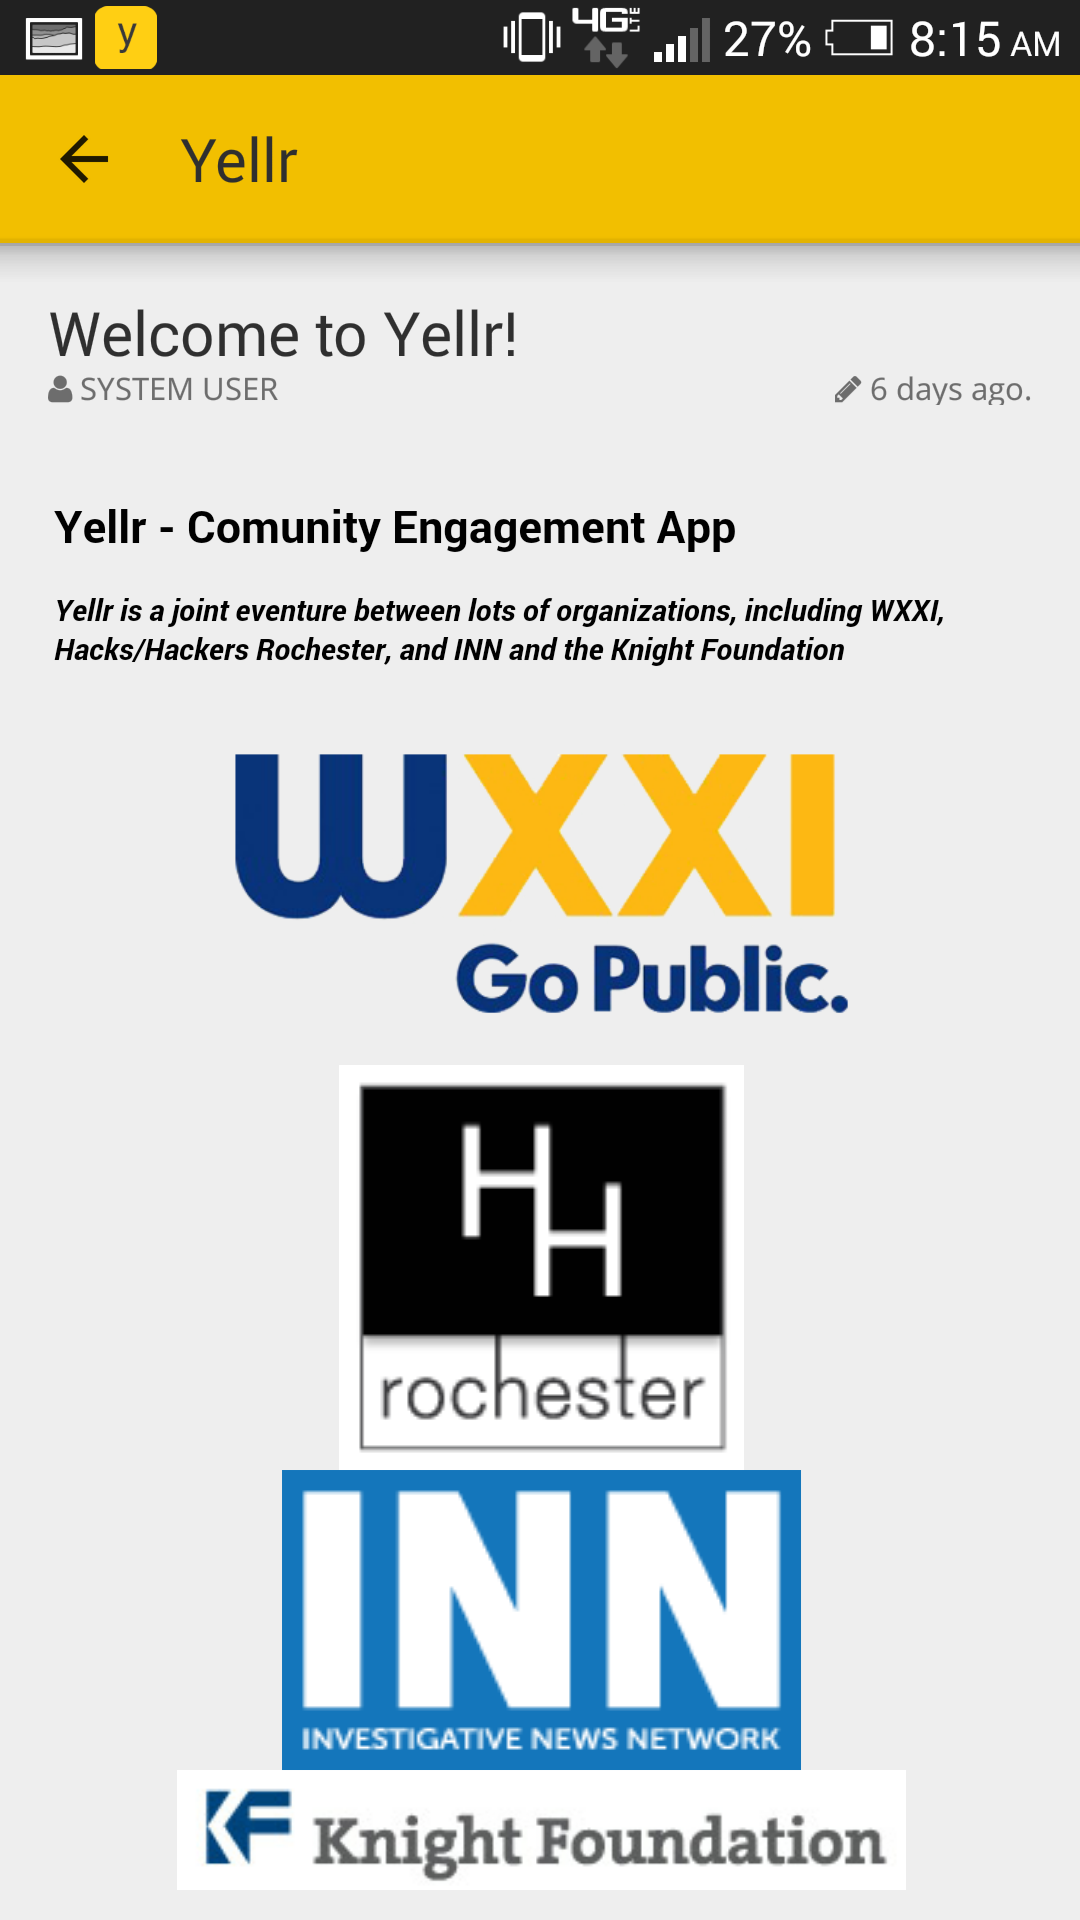 y 4G LTE 27% 8:15 AM
Yellr
Welcome to Yellr!
SYSTEM USER 6 days ago.
Yellr - Comunity Engagement App
Yellr is a joint eventure between lots of organizations, including WXXI,
Hacks/Hackers Rochester, and INN and the Knight Foundation
WXXI
Go Public.
HH
rochester
INN
INVESTIGATIVE NEWS NETWORK
KF Knight Foundation